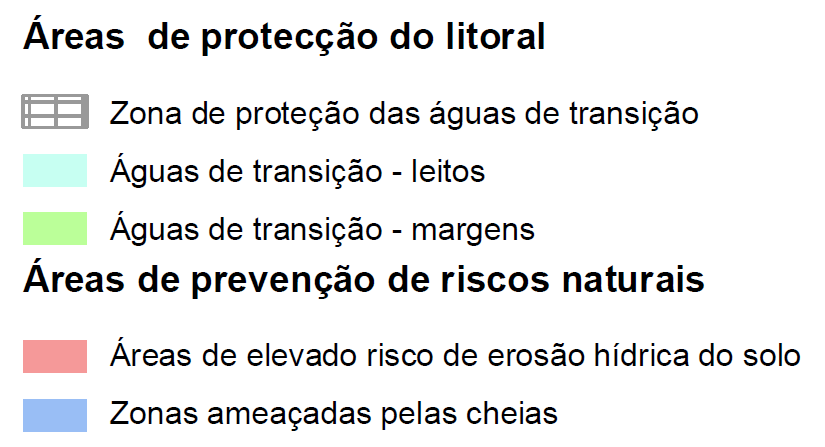 Áreas  de protecção do litoral
Zona de proteção das águas de transição
Águas de transição - leitos
Águas de transição - margens
Áreas de prevenção de riscos naturais
Áreas de elevado risco de erosão hídrica do solo
Zonas ameaçadas pelas cheias